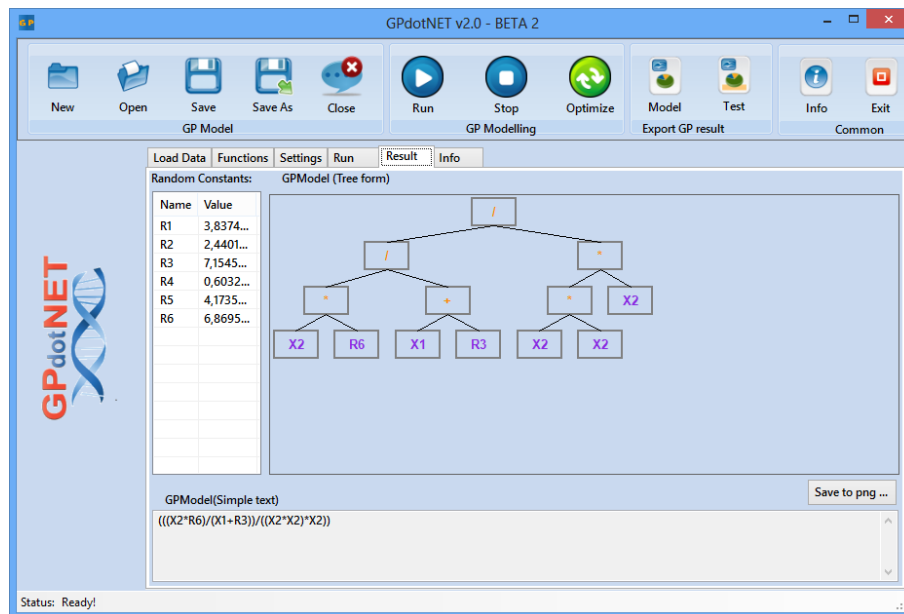 GP
GPdotNET v2.0 - BETA 2
New Open Save Save As Close Run Stop Optimize Model Test Info Exit
GP Model GP Modelling Export GP result Common
Load Data Functions Settings Run Result Info
Random Constants: GPModel (Tree form)
Name Value
R1 3,8374...
R2 2,4401...
R3 7,1545...
R4 0,6032...
R5 4,1735...
R6 6,8695...
/
/ *
* + * X2
X2 R6 X1 R3 X2 X2
GPdotNET
Save to png ...
GPModel(Simple text)
(((X2*R6)/(X1+R3))/((X2*X2)*X2))
Status: Ready!